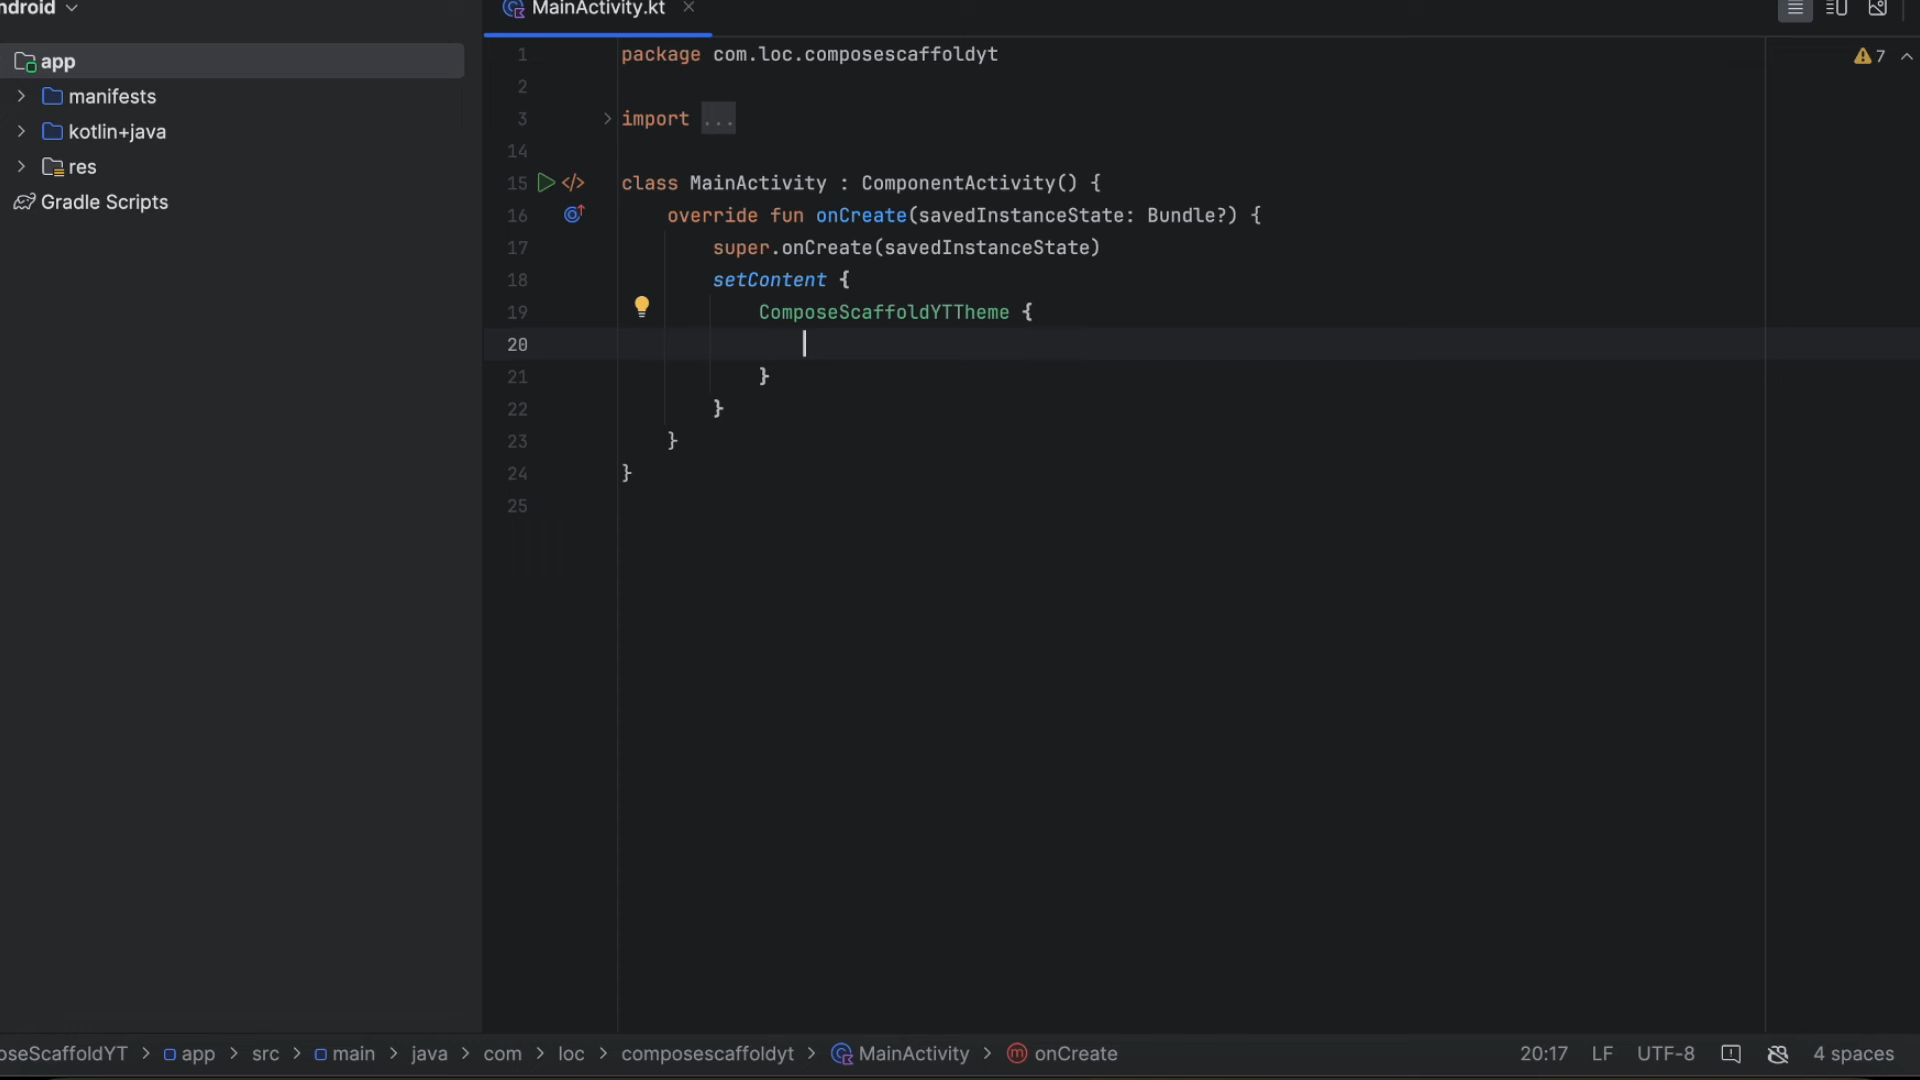 ndroid
app
manifests
kotlin+java
res
Gradle Scripts
MainActivity.kt
7
1 package com.loc.composescaffoldyt
2
3 import ...
14
15 class MainActivity : ComponentActivity() {
16 override fun onCreate(savedInstanceState: Bundle?) {
17 super.onCreate(savedInstanceState)
18 setContent {
19 ComposeScaffoldYTTheme {
20
21 }
22 }
23 }
24 }
25
oseScaffoldYT > app > src > main > java > com > loc > composescaffoldyt > MainActivity > onCreate 20:17 LF UTF-8 4 spaces